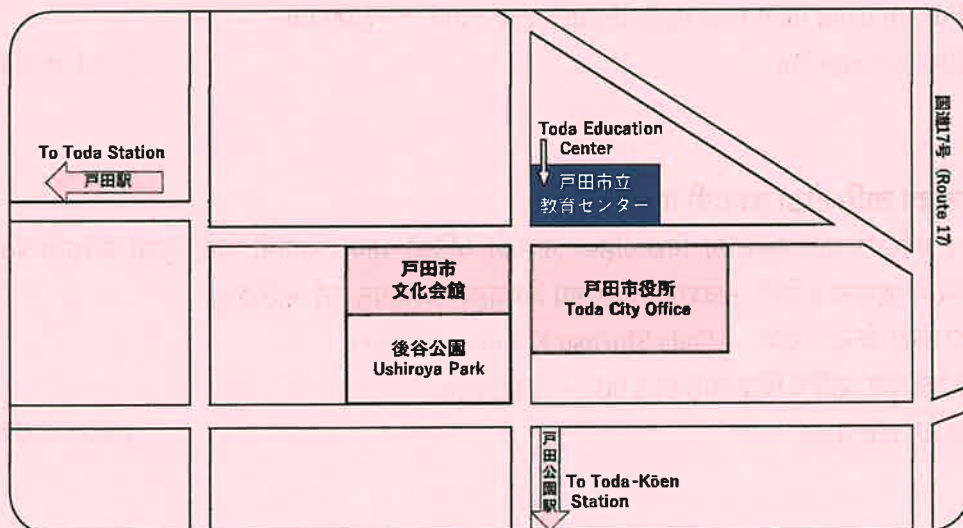 To Toda Station
戸田駅
Toda Education
Center
戸田市立
教育センター
国道17号 (Route 17)
戸田市
文化会館
戸田市役所
Toda City Office
後谷公園
Ushiroya Park
戸田公園駅
To Toda-Kōen
Station